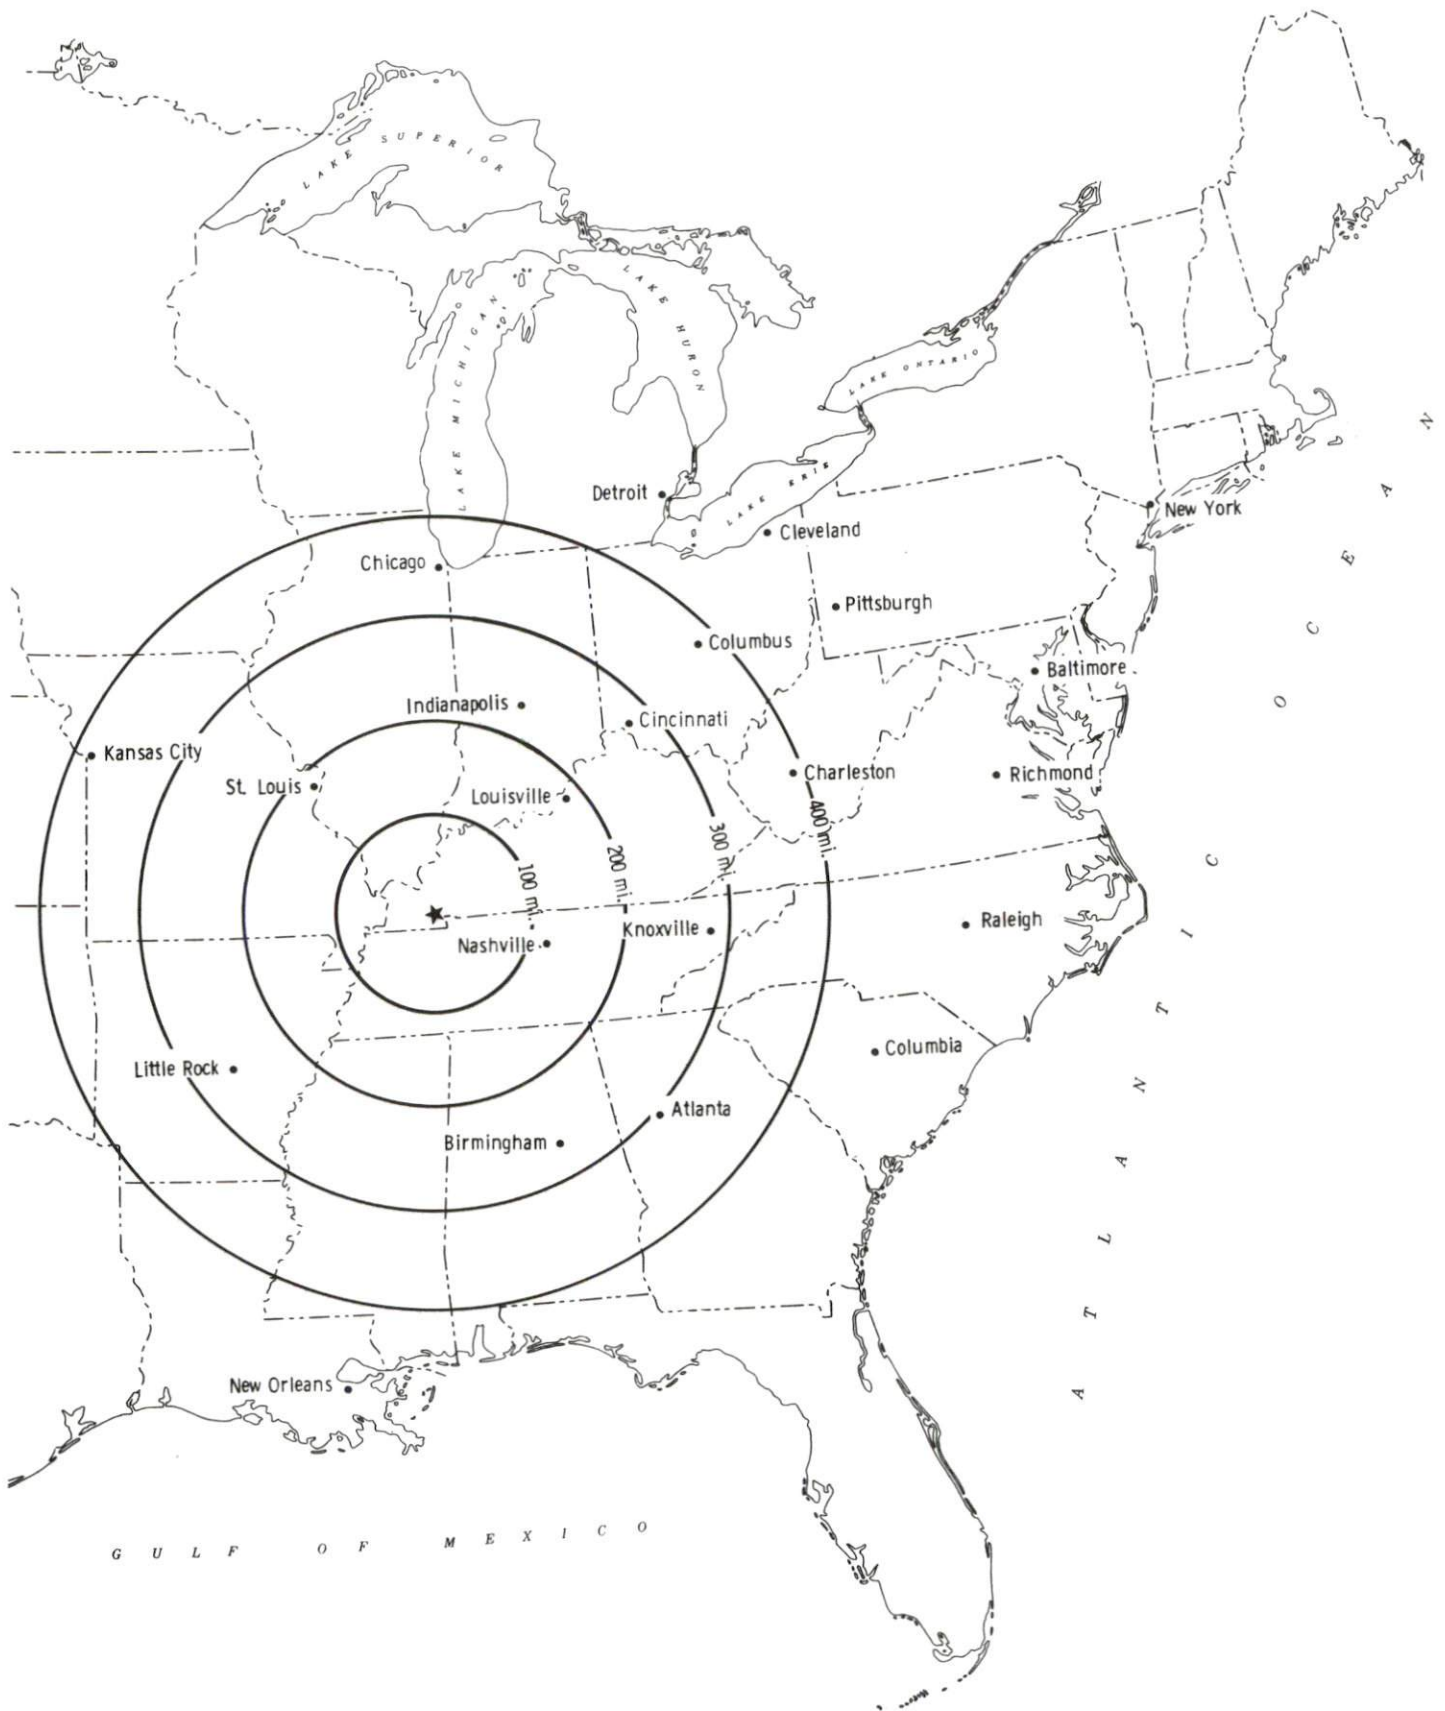 LAKE SUPERIOR
LAKE MICHIGAN
LAKE HURON
LAKE ONTARIO
LAKE ERIE
Detroit
Cleveland
New York
Chicago
Pittsburgh
Columbus
Baltimore
Indianapolis
Cincinnati
Kansas City
St. Louis
Louisville
Charleston
Richmond
100 mi.
200 mi.
300 mi.
400 mi.
Nashville
Knoxville
Raleigh
Little Rock
Columbia
Birmingham
Atlanta
New Orleans
ATLANTIC OCEAN
GULF OF MEXICO